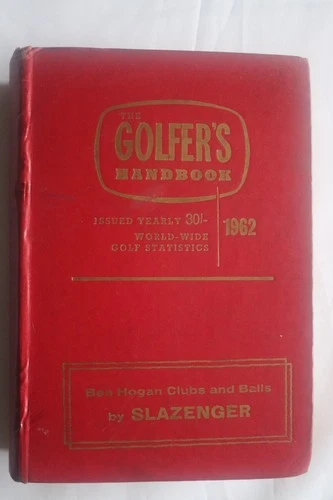 THE
GOLFER'S
HANDBOOK
ISSUED YEARLY 30/-
WORLD-WIDE
GOLF STATISTICS
1962
Ben Hogan Clubs and Balls
by SLAZENGER